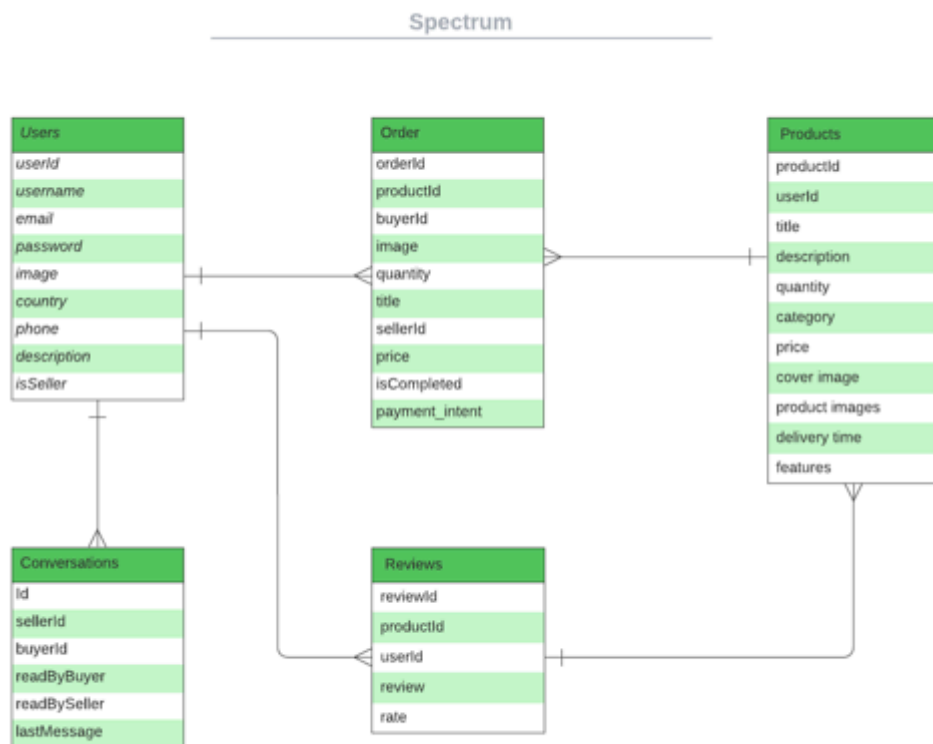 Spectrum
Users
userId
username
email
password
image
country
phone
description
isSeller
Order
orderId
productId
buyerId
image
quantity
title
sellerId
price
isCompleted
payment_intent
Products
productId
userId
title
description
quantity
category
price
cover image
product images
delivery time
features
Conversations
Id
sellerId
buyerId
readByBuyer
readBySeller
lastMessage
Reviews
reviewId
productId
userId
review
rate